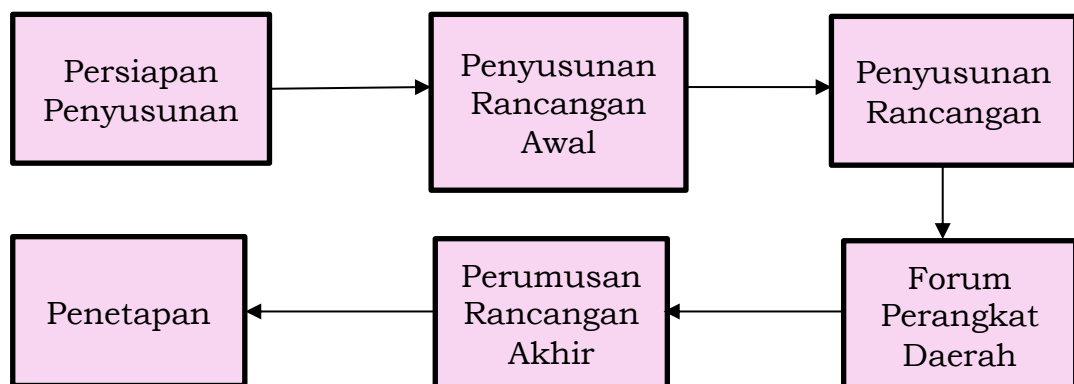 Persiapan
Penyusunan
Penyusunan
Rancangan
Awal
Penyusunan
Rancangan
Forum
Perangkat
Daerah
Perumusan
Rancangan
Akhir
Penetapan